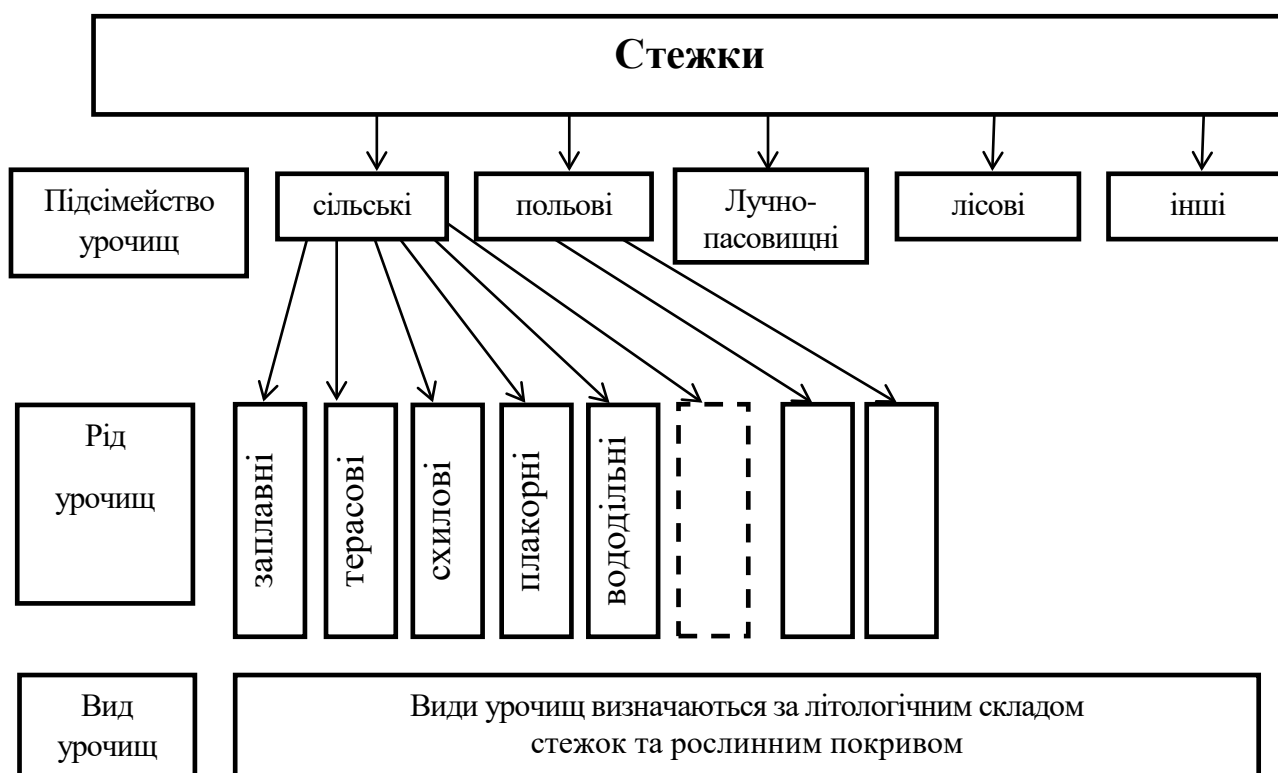 Стежки
Підсімейство
урочищ
сільські
польові
Лучно-
пасовищні
лісові
інші
Рід
урочищ
заплавні
терасові
схилові
плакорні
вододільні
Вид
урочищ
Види урочищ визначаються за літологічним складом
стежок та рослинним покривом